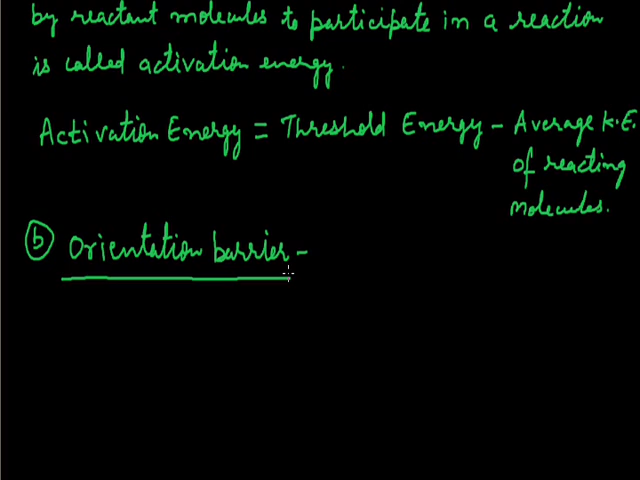 by reactant molecules to participate in a reaction
is called activation energy.
Activation Energy = Threshold Energy - Average K.E.
of reacting
molecules.
(b) Orientation barrier -